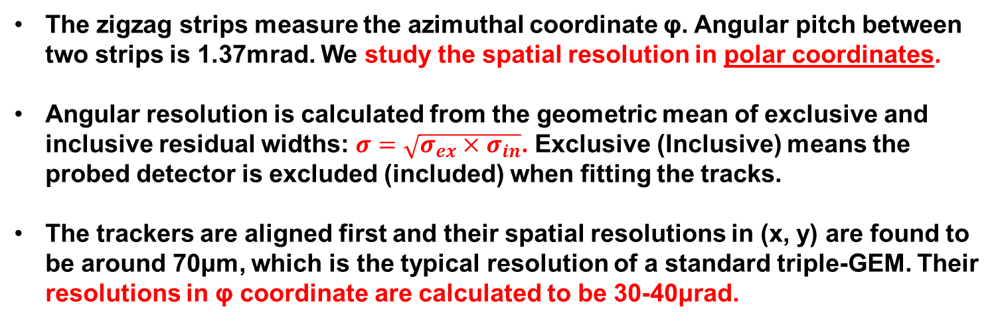 • The zigzag strips measure the azimuthal coordinate φ. Angular pitch between
two strips is 1.37mrad. We study the spatial resolution in polar coordinates.
• Angular resolution is calculated from the geometric mean of exclusive and
inclusive residual widths: σ = √(σ_ex × σ_in). Exclusive (Inclusive) means the
probed detector is excluded (included) when fitting the tracks.
• The trackers are aligned first and their spatial resolutions in (x, y) are found to
be around 70μm, which is the typical resolution of a standard triple-GEM. Their
resolutions in φ coordinate are calculated to be 30-40μrad.